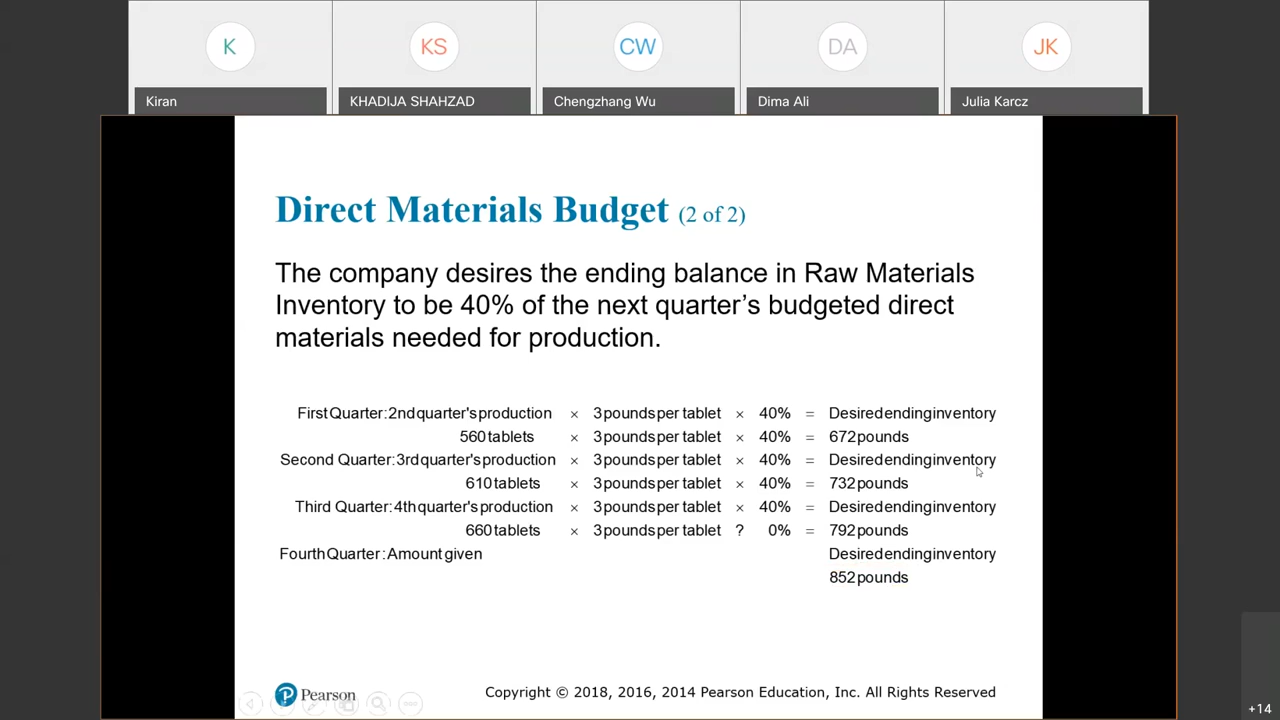 K KS CW DA JK
Kiran KHADIJA SHAHZAD Chengzhang Wu Dima Ali Julia Karcz
Direct Materials Budget (2 of 2)
The company desires the ending balance in Raw Materials
Inventory to be 40% of the next quarter's budgeted direct
materials needed for production.
First Quarter: 2nd quarter's production × 3 pounds per tablet × 40% = Desired ending inventory
560 tablets × 3 pounds per tablet × 40% = 672 pounds
Second Quarter: 3rd quarter's production × 3 pounds per tablet × 40% = Desired ending inventory
610 tablets × 3 pounds per tablet × 40% = 732 pounds
Third Quarter: 4th quarter's production × 3 pounds per tablet × 40% = Desired ending inventory
660 tablets × 3 pounds per tablet ? 0% = 792 pounds
Fourth Quarter: Amount given Desired ending inventory
852 pounds
P Pearson Copyright © 2018, 2016, 2014 Pearson Education, Inc. All Rights Reserved
+14